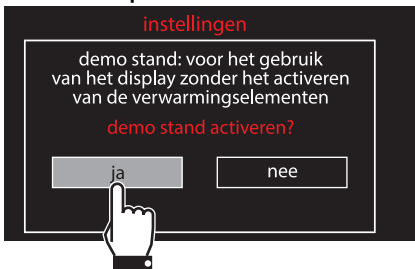 instellingen
demo stand: voor het gebruik
van het display zonder het activeren
van de verwarmingselementen
demo stand activeren?
ja
nee